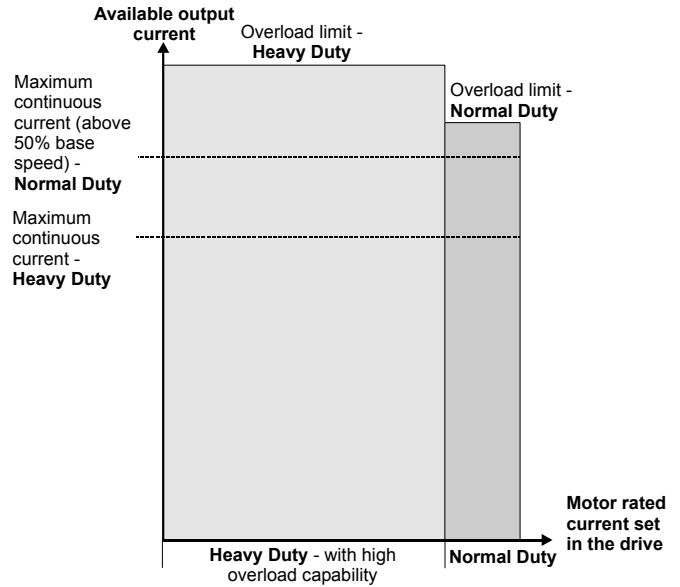 Available output
current
Overload limit -
Heavy Duty
Maximum
continuous
current (above
50% base
speed) -
Normal Duty
Overload limit -
Normal Duty
Maximum
continuous
current -
Heavy Duty
Motor rated
current set
in the drive
Heavy Duty - with high
overload capability
Normal Duty